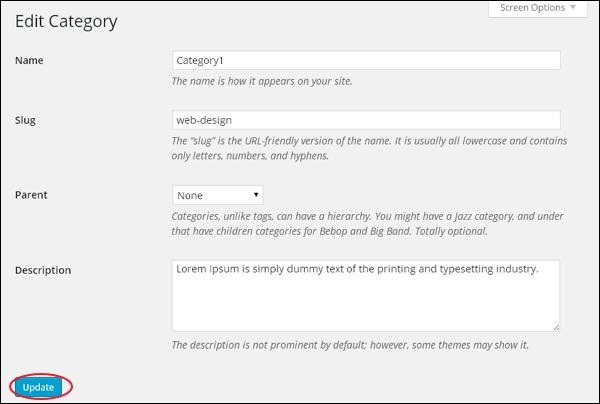 Screen Options
Edit Category
Name
Category1
The name is how it appears on your site.
Slug
web-design
The “slug” is the URL-friendly version of the name. It is usually all lowercase and contains
only letters, numbers, and hyphens.
Parent
None
Categories, unlike tags, can have a hierarchy. You might have a Jazz category, and under
that have children categories for Bebop and Big Band. Totally optional.
Description
Lorem Ipsum is simply dummy text of the printing and typesetting industry.
The description is not prominent by default; however, some themes may show it.
Update